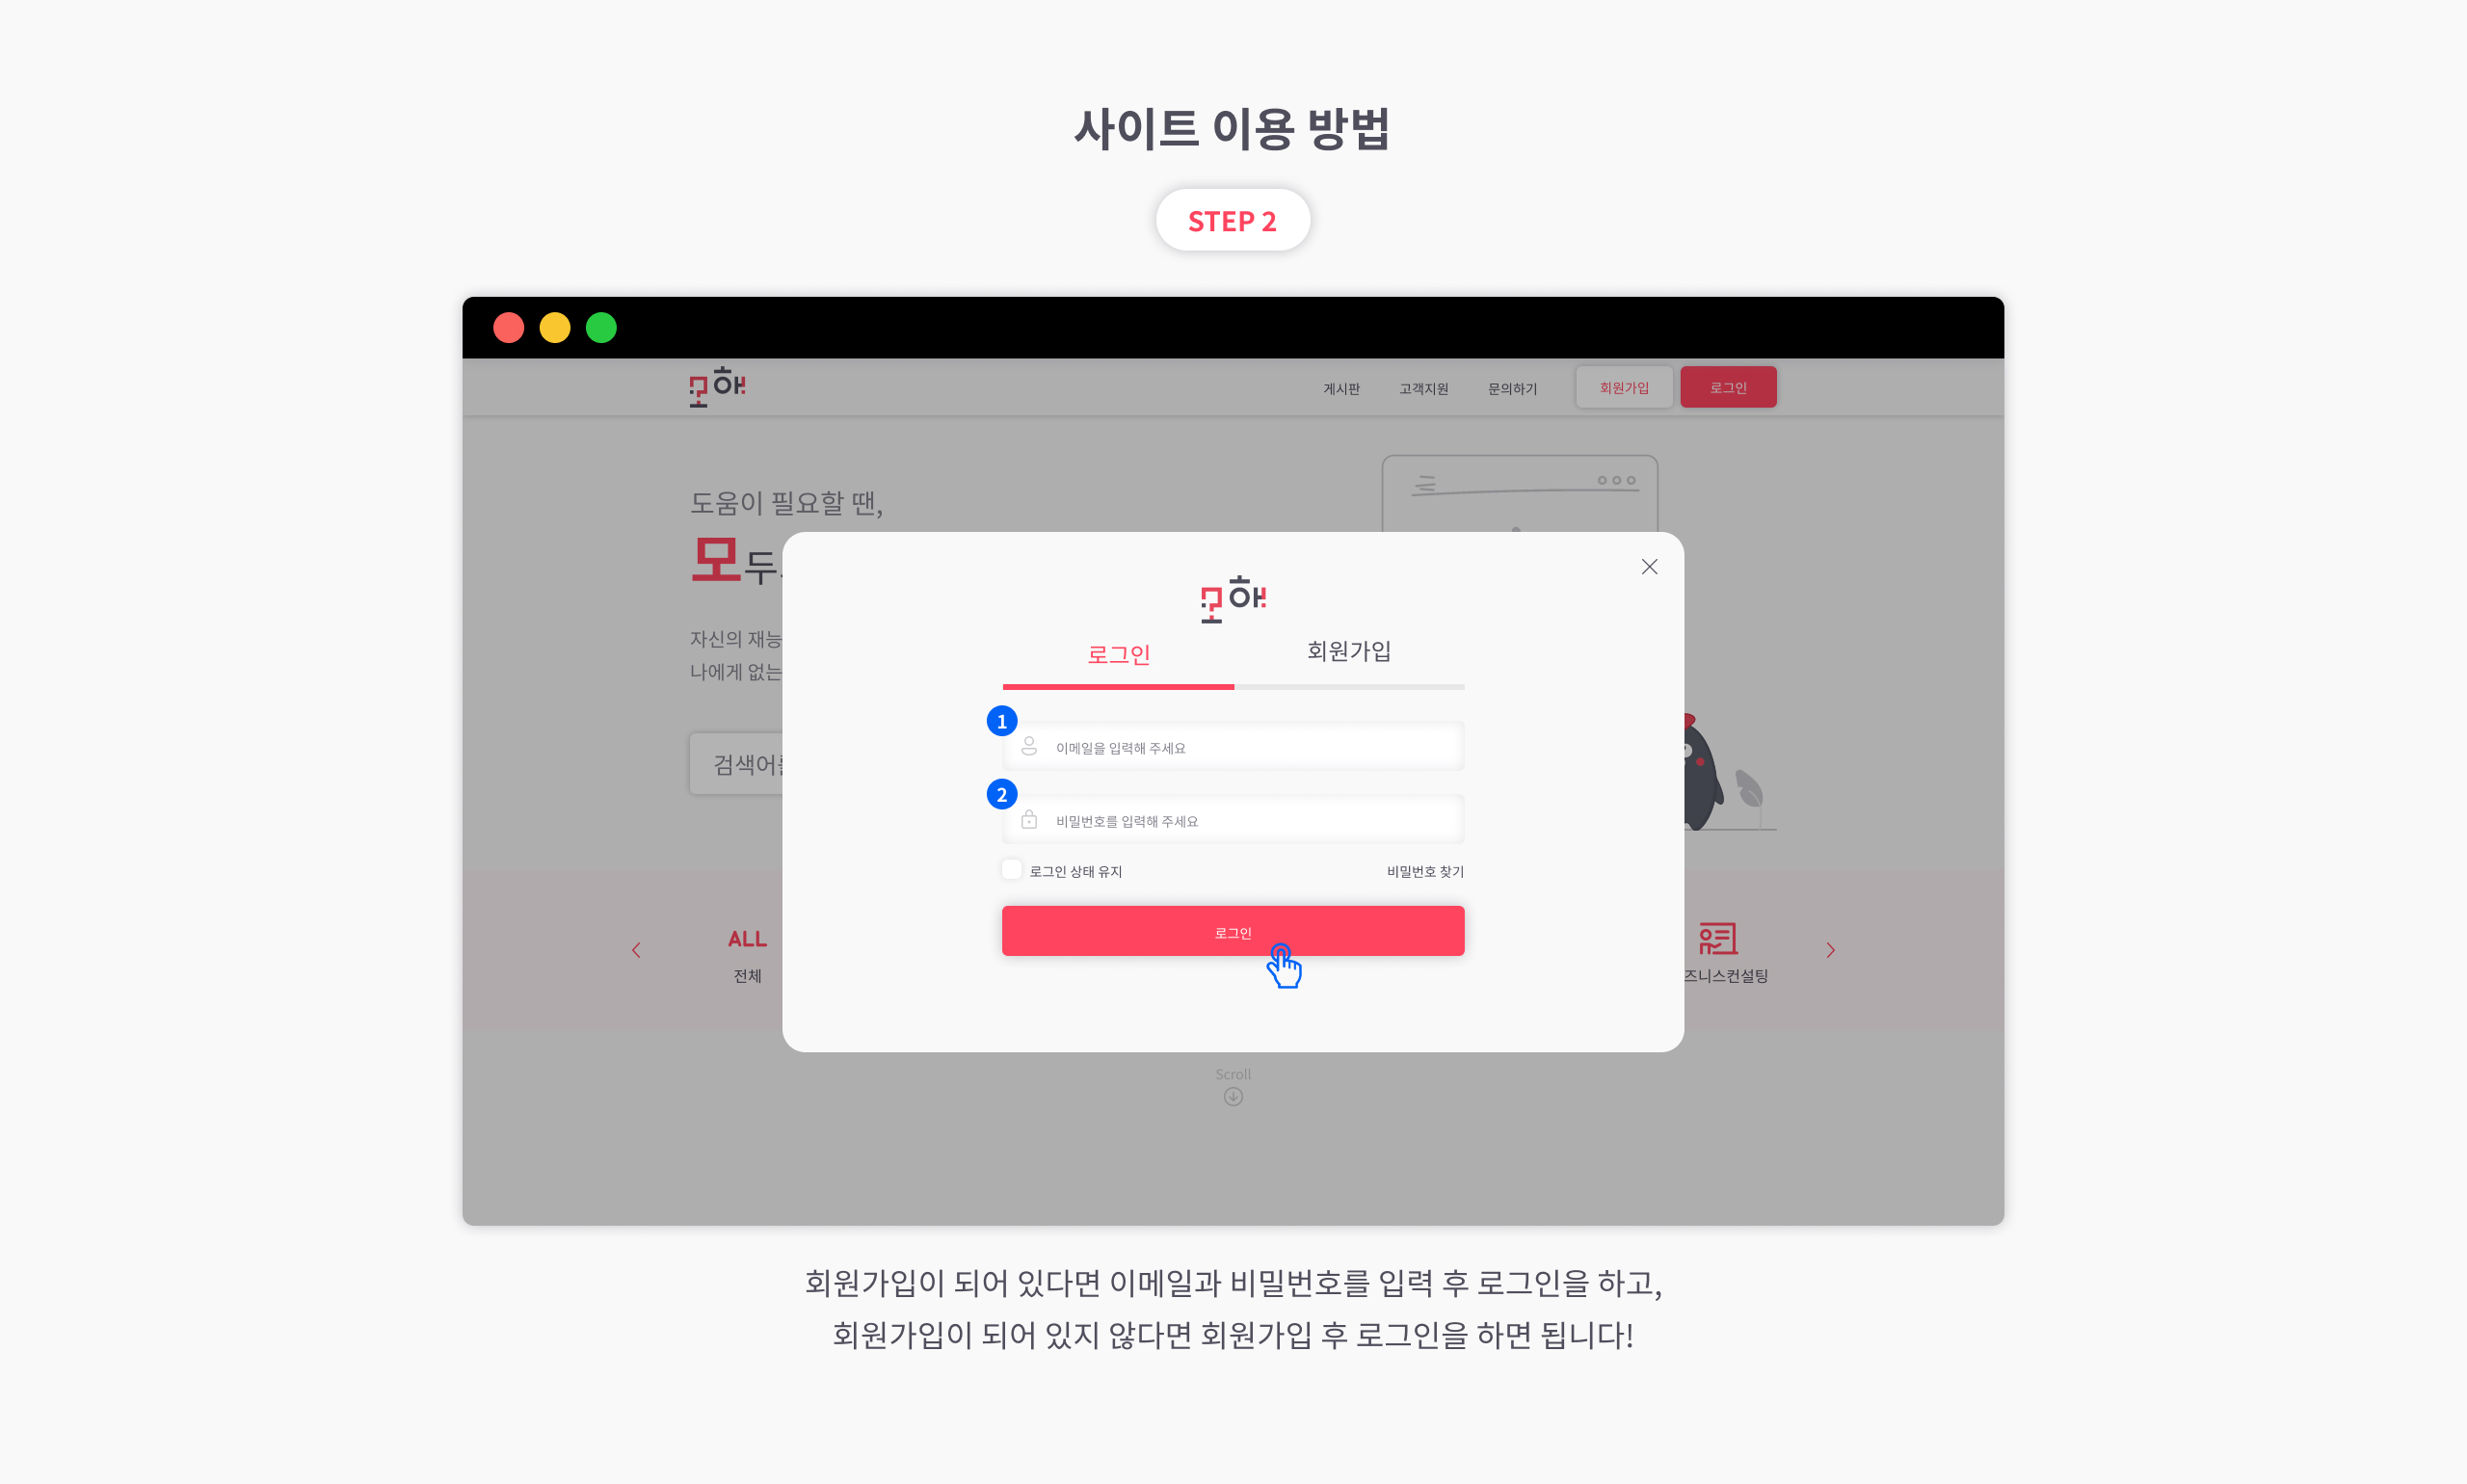 사이트 이용 방법
STEP 2
모해
게시판 고객지원 문의하기 회원가입 로그인
도움이 필요할 땐,
모두
자신의 재능
나에게 없는
검색어를
모해
로그인 회원가입
1
이메일을 입력해 주세요
2
비밀번호를 입력해 주세요
로그인 상태 유지 비밀번호 찾기
로그인
ALL
전체
즈니스컨설팅
Scroll
회원가입이 되어 있다면 이메일과 비밀번호를 입력 후 로그인을 하고,
회원가입이 되어 있지 않다면 회원가입 후 로그인을 하면 됩니다!